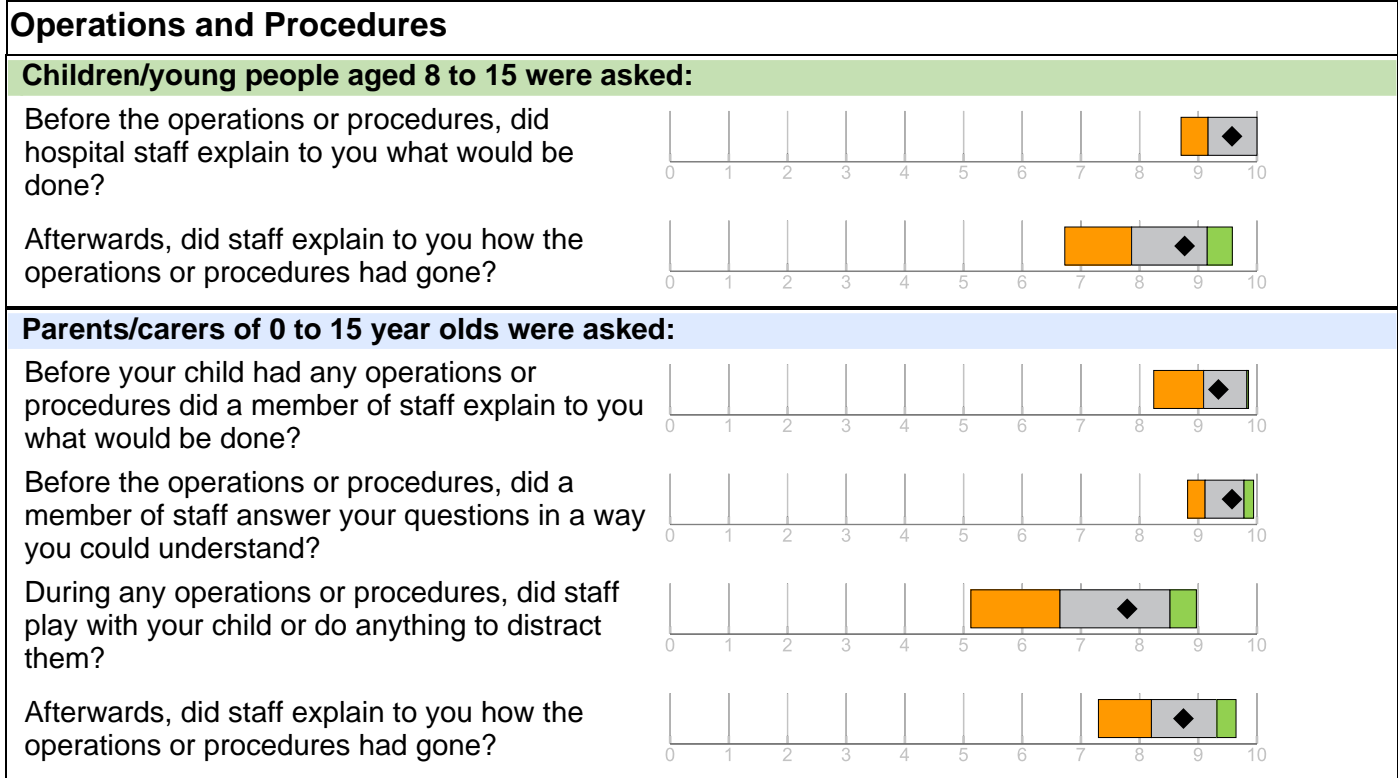 Operations and Procedures
Children/young people aged 8 to 15 were asked:
Before the operations or procedures, did
hospital staff explain to you what would be
done?
0 1 2 3 4 5 6 7 8 9 10
Afterwards, did staff explain to you how the
operations or procedures had gone?
0 1 2 3 4 5 6 7 8 9 10
Parents/carers of 0 to 15 year olds were asked:
Before your child had any operations or
procedures did a member of staff explain to you
what would be done?
0 1 2 3 4 5 6 7 8 9 10
Before the operations or procedures, did a
member of staff answer your questions in a way
you could understand?
0 1 2 3 4 5 6 7 8 9 10
During any operations or procedures, did staff
play with your child or do anything to distract
them?
0 1 2 3 4 5 6 7 8 9 10
Afterwards, did staff explain to you how the
operations or procedures had gone?
0 1 2 3 4 5 6 7 8 9 10